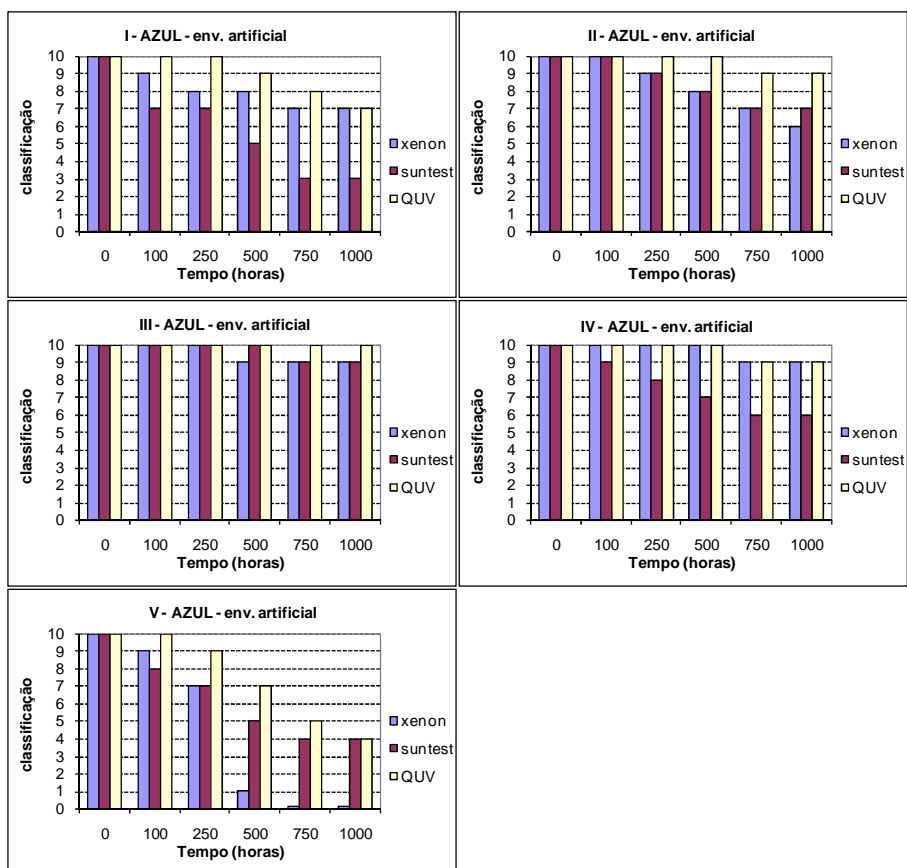 I - AZUL - env. artificial
classificação
10
9
8
7
6
5
4
3
2
1
0
0 100 250 500 750 1000
Tempo (horas)
xenon
suntest
QUV
II - AZUL - env. artificial
classificação
10
9
8
7
6
5
4
3
2
1
0
0 100 250 500 750 1000
Tempo (horas)
xenon
suntest
QUV
III - AZUL - env. artificial
classificação
10
9
8
7
6
5
4
3
2
1
0
0 100 250 500 750 1000
Tempo (horas)
xenon
suntest
QUV
IV - AZUL - env. artificial
classificação
10
9
8
7
6
5
4
3
2
1
0
0 100 250 500 750 1000
Tempo (horas)
xenon
suntest
QUV
V - AZUL - env. artificial
classificação
10
9
8
7
6
5
4
3
2
1
0
0 100 250 500 750 1000
Tempo (horas)
xenon
suntest
QUV